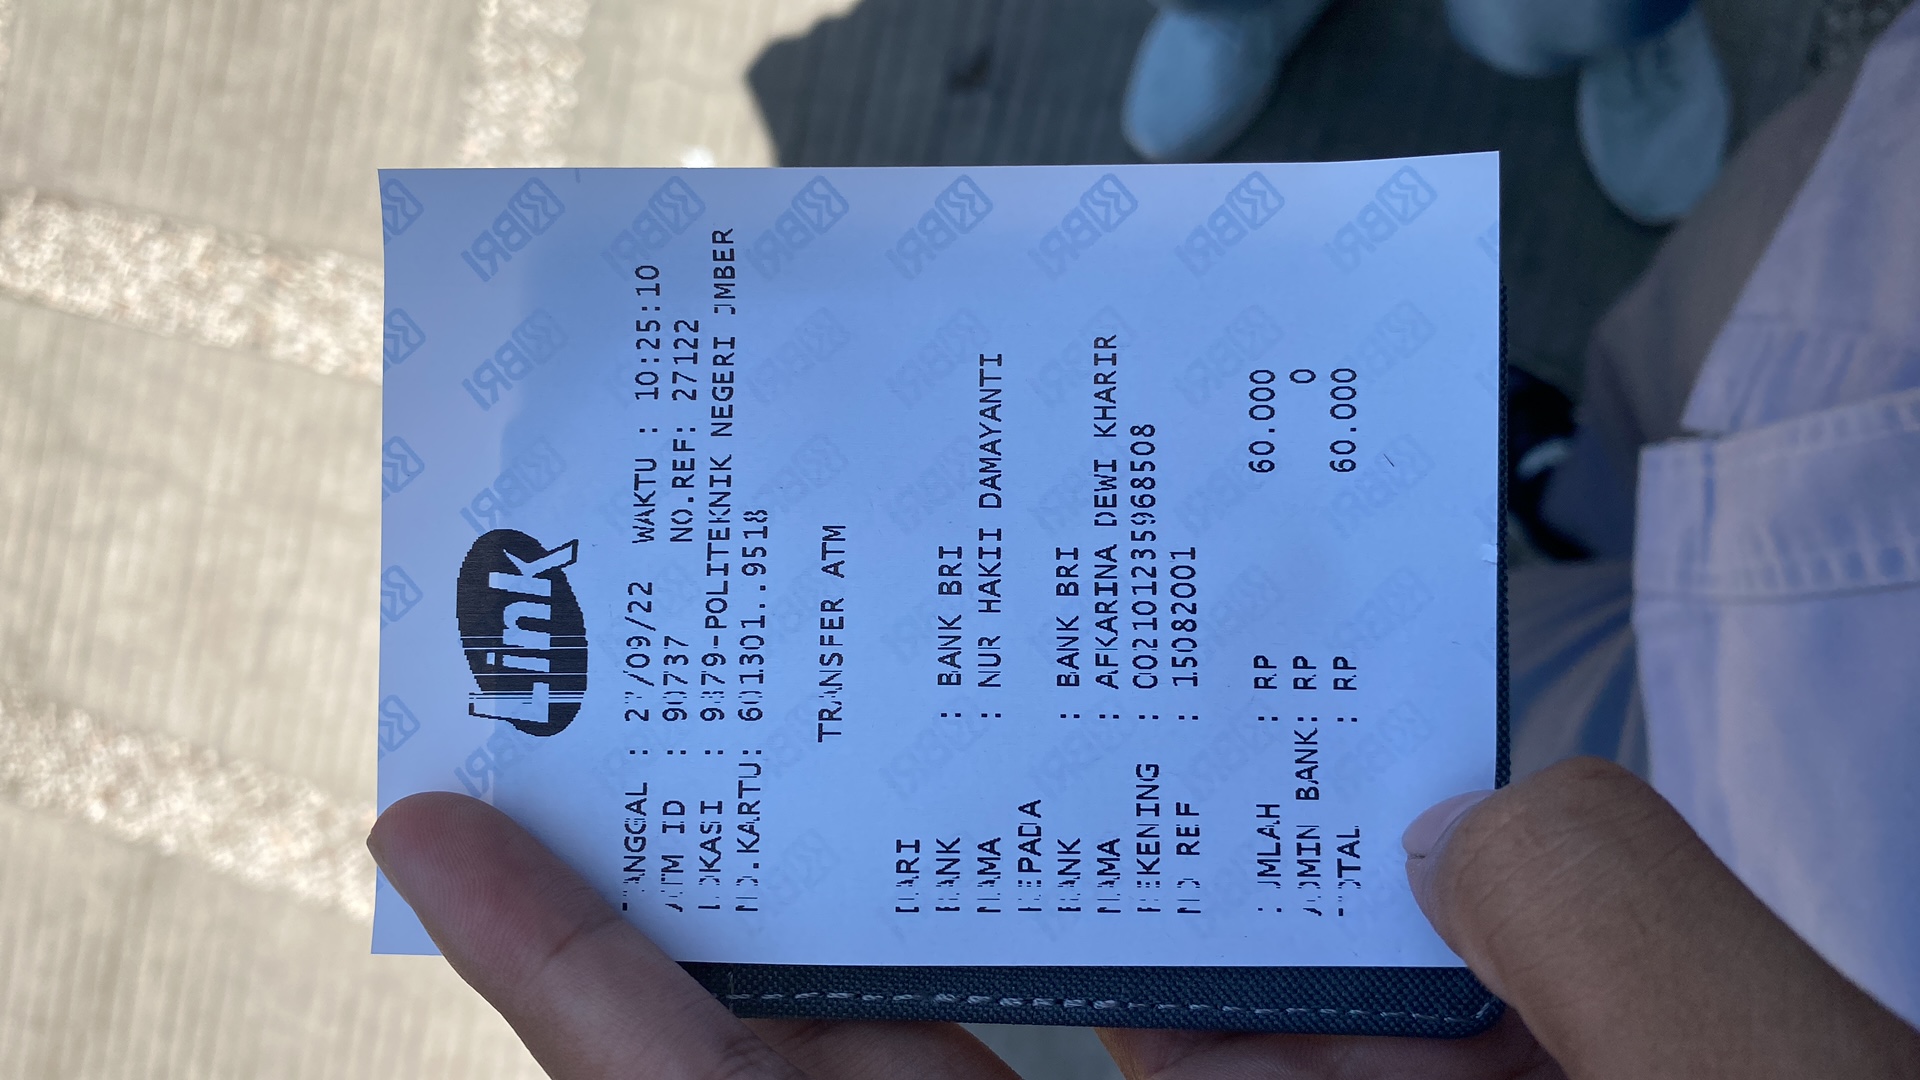 Link
TANGGAL : 27/09/22 WAKTU : 10:25:10
ATM ID : 90737 NO.REF: 27122
LOKASI : 9879-POLITEKNIK NEGERI JMBER
NO.KARTU: 601301..9518
TRANSFER ATM
DARI
BANK : BANK BRI
NAMA : NUR HAKII DAMAYANTI
KEPADA
BANK : BANK BRI
NAMA : AFKARINA DEWI KHARIR
REKENING : 002101235968508
NO REF : 15082001
JUMLAH : RP 60.000
ADMIN BANK: RP 0
TOTAL : RP 60.000